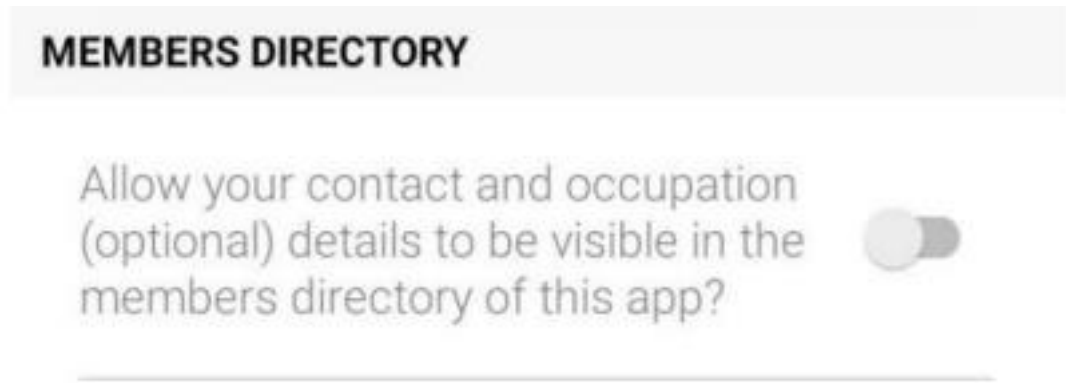 MEMBERS DIRECTORY
Allow your contact and occupation
(optional) details to be visible in the
members directory of this app?